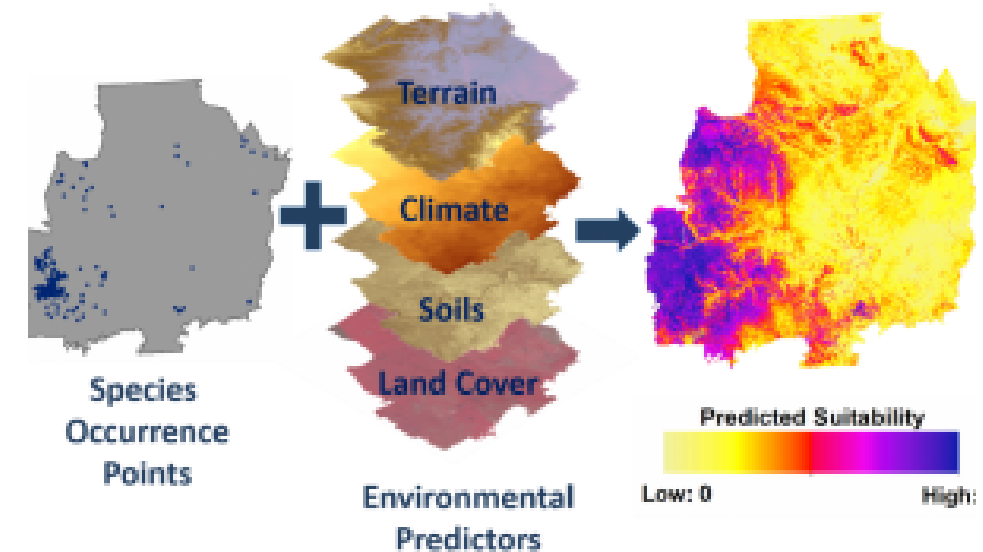 Species
Occurrence
Points
Terrain
Climate
Soils
Land Cover
Environmental
Predictors
Predicted Suitability
Low: 0
High: